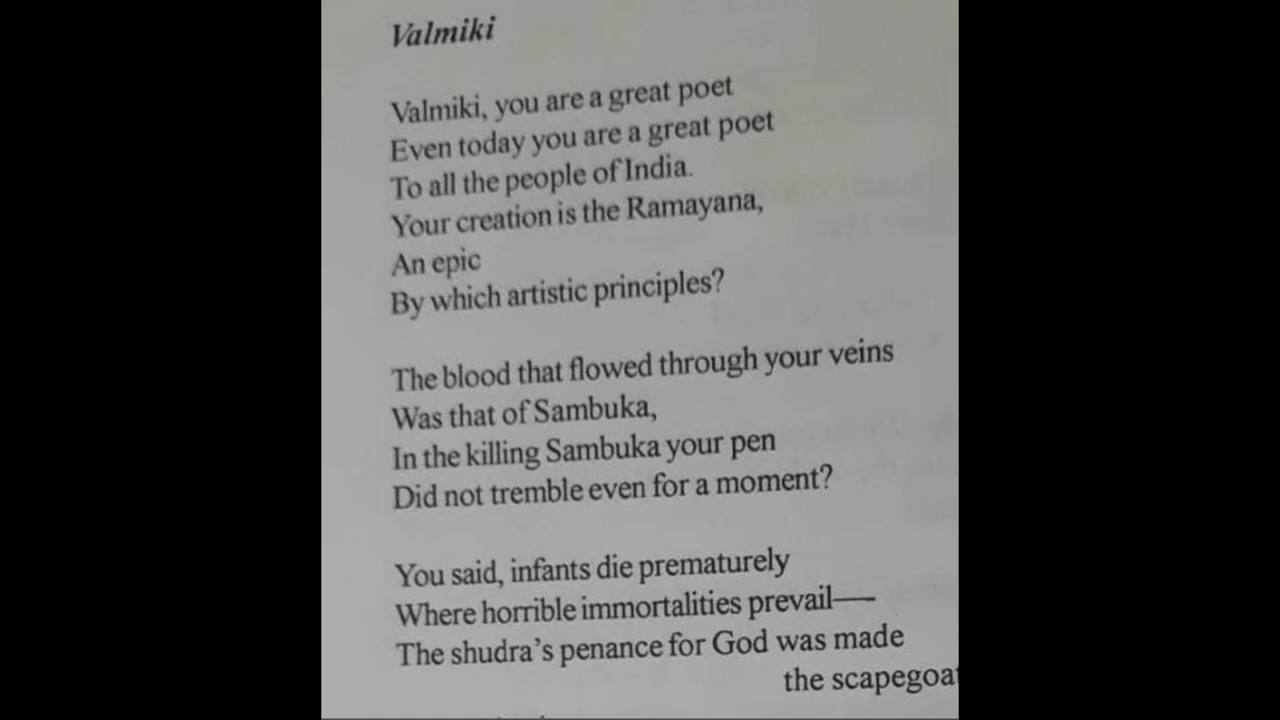 Valmiki
Valmiki, you are a great poet
Even today you are a great poet
To all the people of India.
Your creation is the Ramayana,
An epic
By which artistic principles?
The blood that flowed through your veins
Was that of Sambuka,
In the killing Sambuka your pen
Did not tremble even for a moment?
You said, infants die prematurely
Where horrible immortalities prevail—
The shudra's penance for God was made
the scapegoat